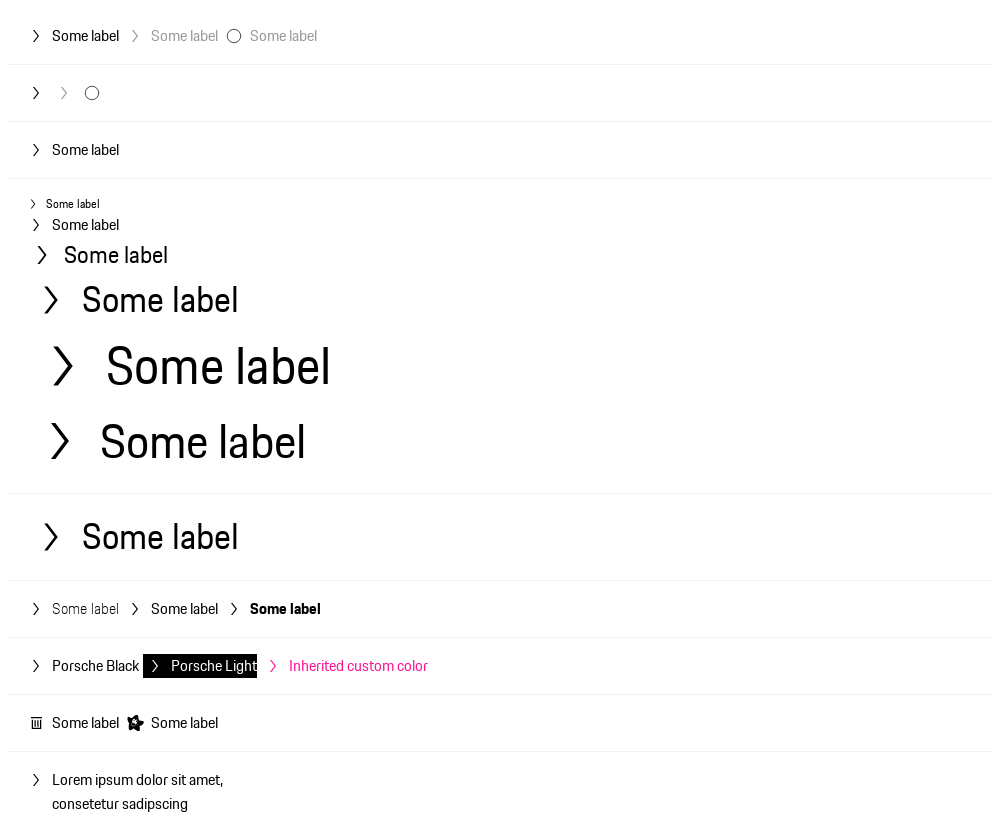 Some label Some label Some label
Some label
Some label
Some label
Some label
Some label
Some label
Some label
Some label
Some label Some label Some label
Porsche Black Porsche Light Inherited custom color
Some label Some label
Lorem ipsum dolor sit amet,
consetetur sadipscing